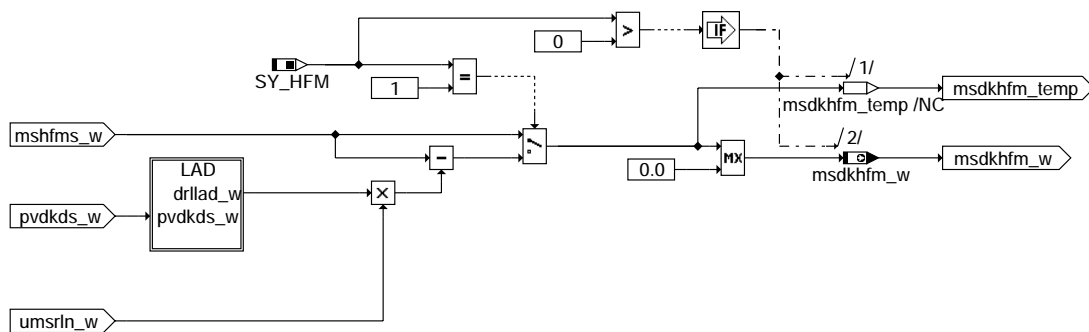 0
>
IF
SY_HFM
1
=
/ 1/
msdkhfm_temp /NC
msdkhfm_temp
mshfms_w
-
0.0
MX
/2/
msdkhfm_w
msdkhfm_w
LAD
drllad_w
pvdkds_w
pvdkds_w
×
umsrln_w